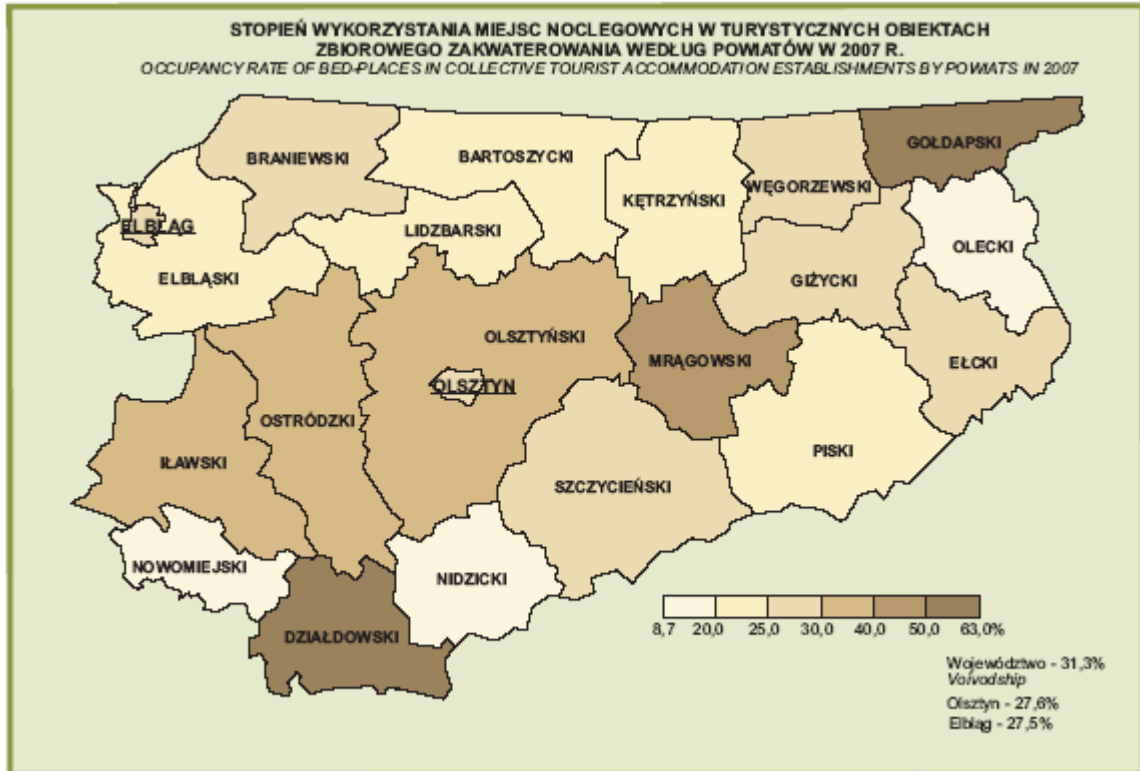 STOPIEŃ WYKORZYSTANIA MIEJSC NOCLEGOWYCH W TURYSTYCZNYCH OBIEKTACH
ZBIOROWEGO ZAKWATEROWANIA WEDŁUG POWIATÓW W 2007 R.
OCCUPANCY RATE OF BED-PLACES IN COLLECTIVE TOURIST ACCOMMODATION ESTABLISHMENTS BY POWIATS IN 2007
GOŁDAPSKI
BRANIEWSKI
BARTOSZYCKI
WĘGORZEWSKI
KĘTRZYŃSKI
ELBLĄG
LIDZBARSKI
OLECKI
ELBLĄSKI
GIŻYCKI
OLSZTYŃSKI
MRĄGOWSKI
EŁCKI
OLSZTYN
OSTRÓDZKI
PISKI
IŁAWSKI
SZCZYCIEŃSKI
NOWOMIEJSKI
NIDZICKI
DZIAŁDOWSKI
8,7 20,0 25,0 30,0 40,0 50,0 63,0%
Województwo - 31,3%
Voivodship
Olsztyn - 27,6%
Elbląg - 27,5%